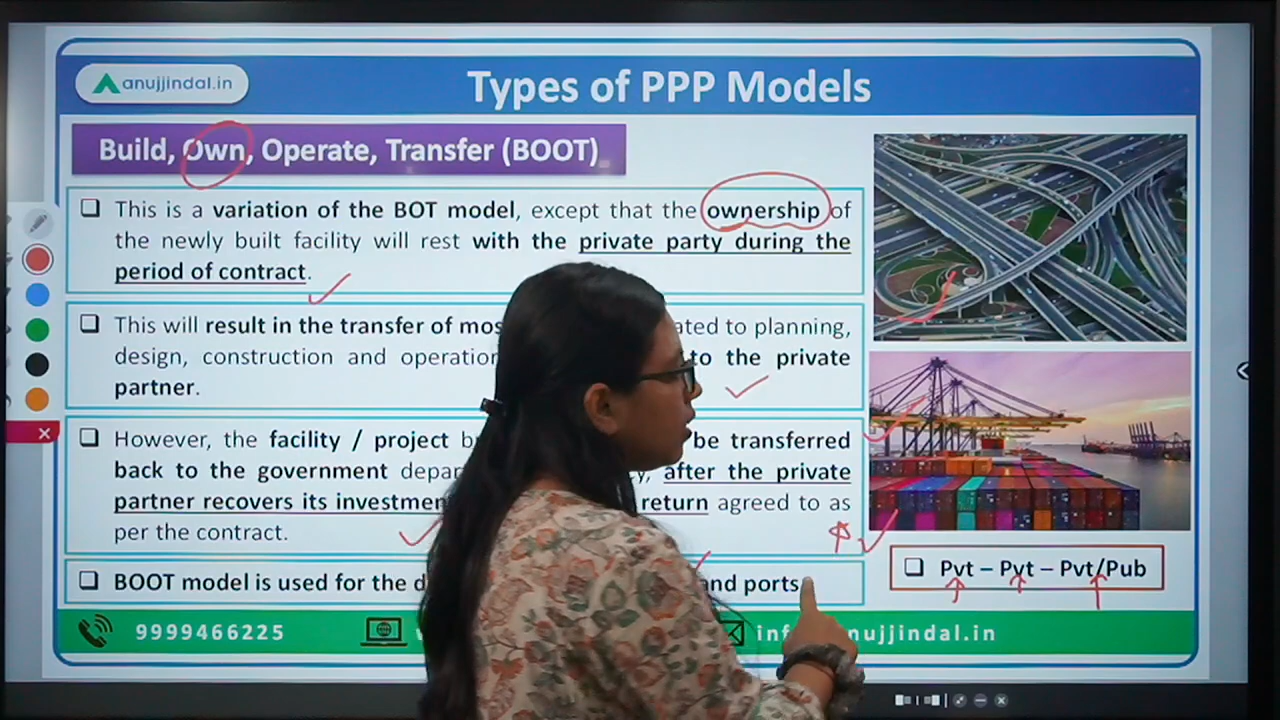 anujjindal.in
Types of PPP Models
Build, Own, Operate, Transfer (BOOT)
This is a variation of the BOT model, except that the ownership of
the newly built facility will rest with the private party during the
period of contract.
This will result in the transfer of mos ated to planning,
design, construction and operation to the private
partner.
However, the facility / project b be transferred
back to the government depar y, after the private
partner recovers its investmen return agreed to as
per the contract.
BOOT model is used for the d and ports
Pvt – Pvt – Pvt/Pub
9999466225
inf anujjindal.in